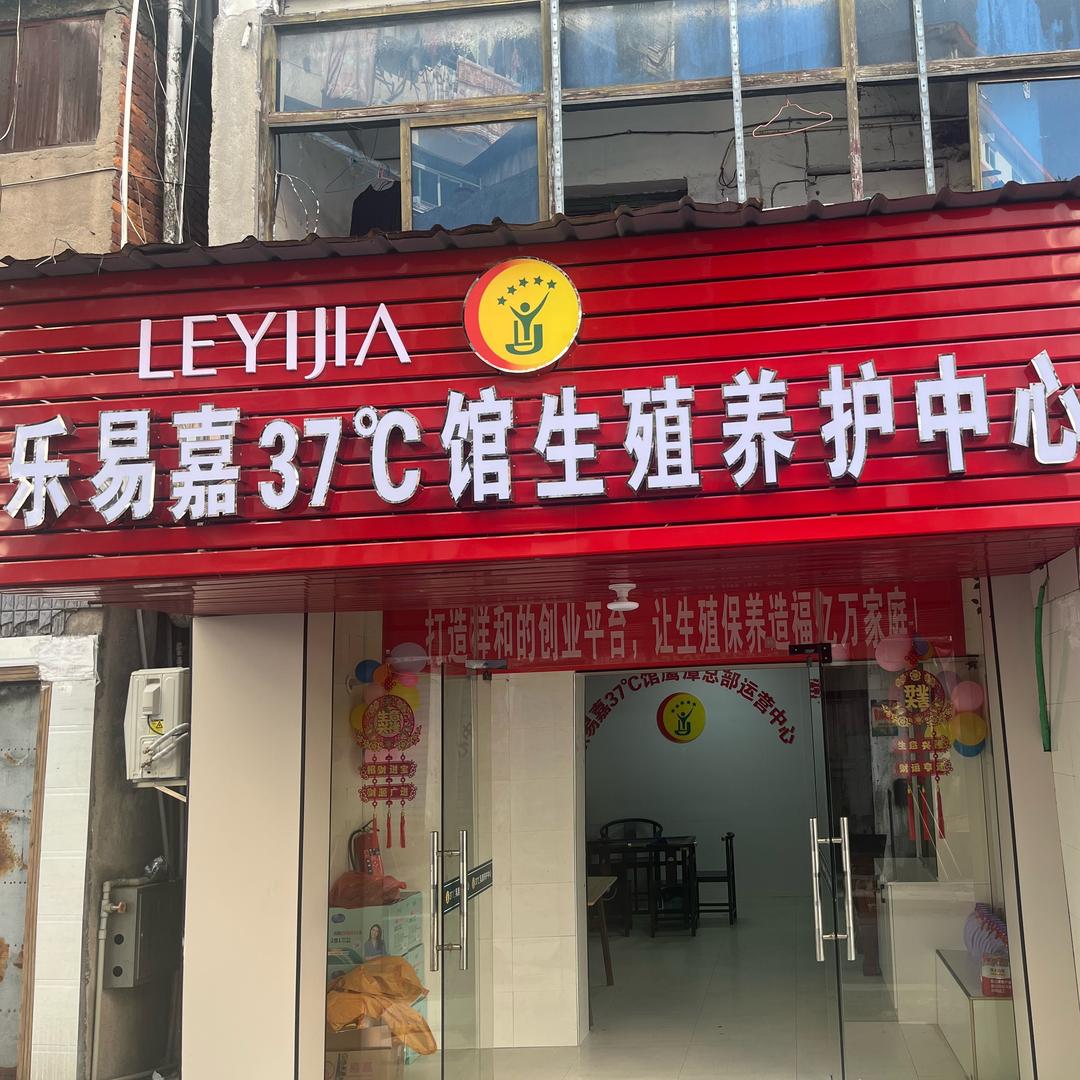 LEYIJIA
乐易嘉37℃馆生殖养护中心
打造祥和的创业平台，让生殖保养造福亿万家庭！
易嘉37℃馆鹰潭总部运营中心